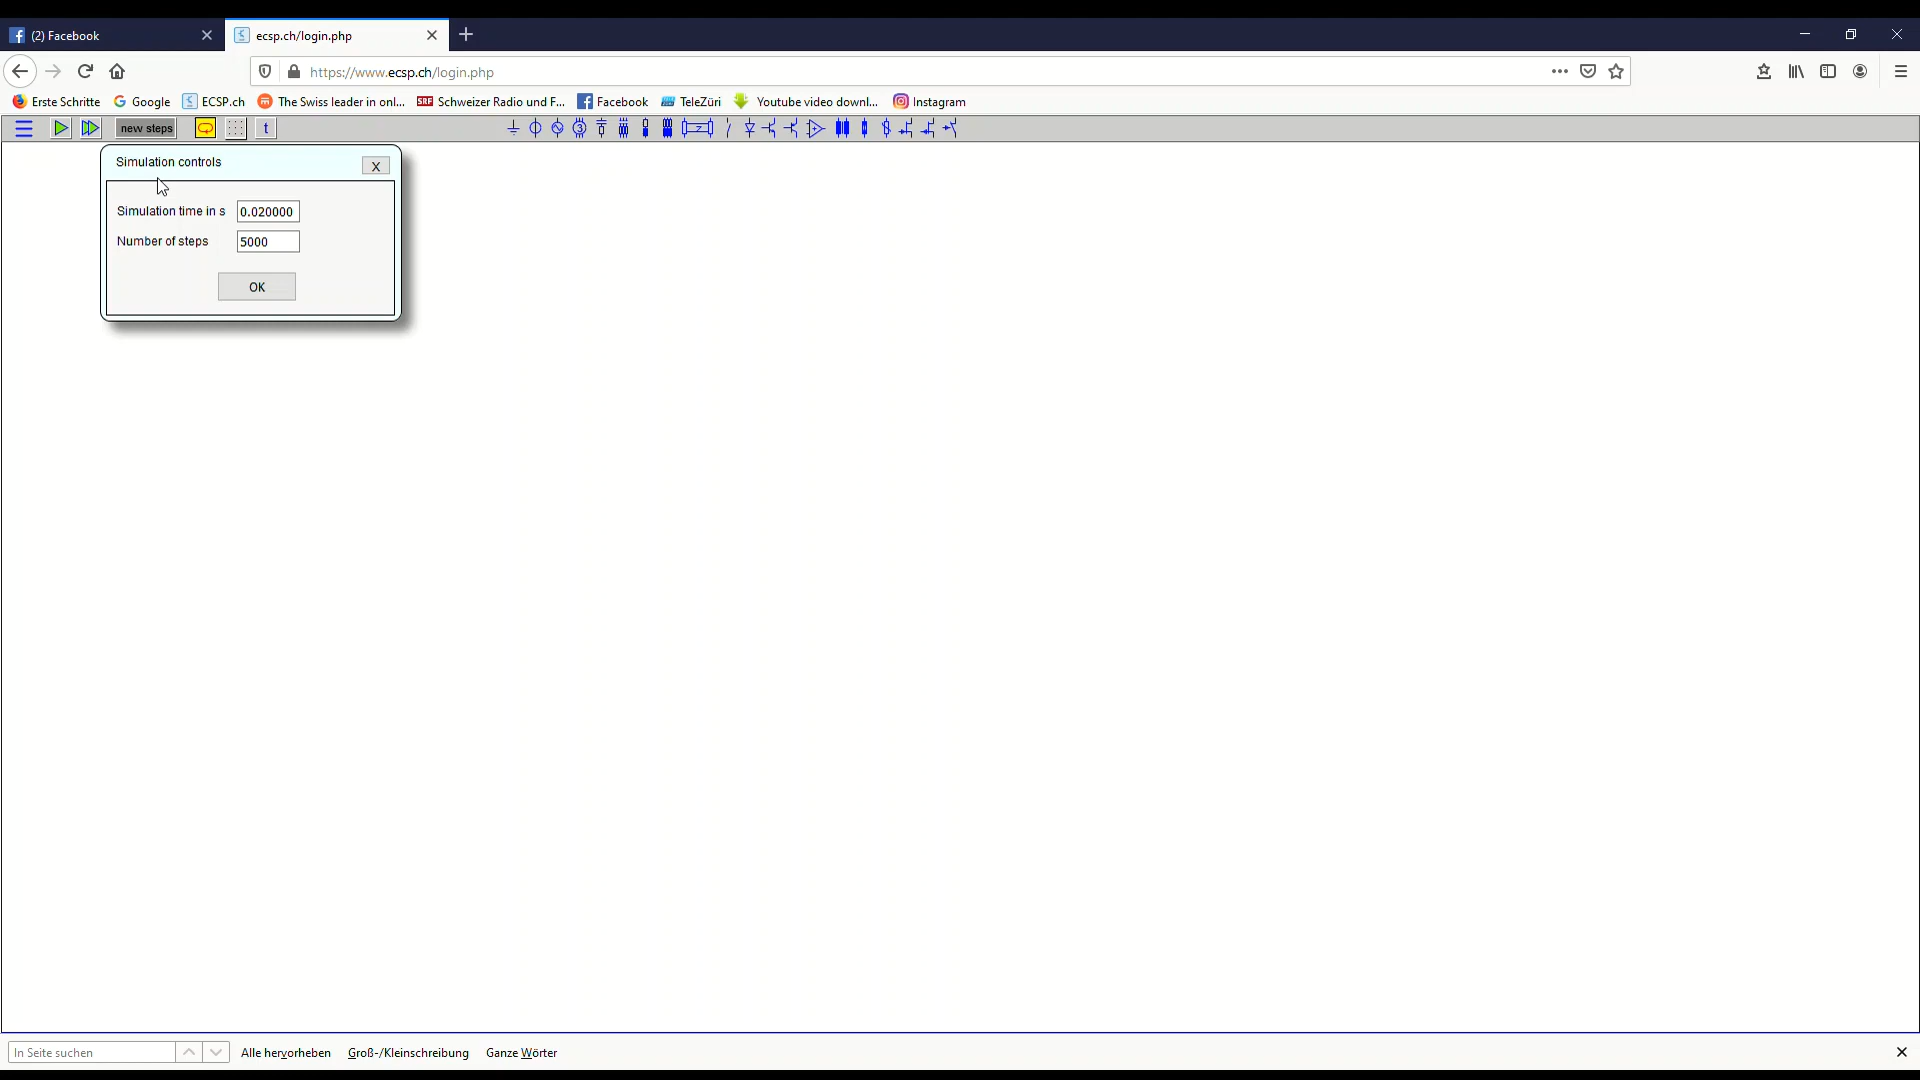 (2) Facebook
ecsp.ch/login.php
https://www.ecsp.ch/login.php
Erste Schritte Google ECSP.ch The Swiss leader in onl... SRF Schweizer Radio und F... Facebook TeleZüri Youtube video downl... Instagram
new steps t 3 Z
Simulation controls X
Simulation time in s 0.020000
Number of steps 5000
OK
In Seite suchen Alle hervorheben Groß-/Kleinschreibung Ganze Wörter